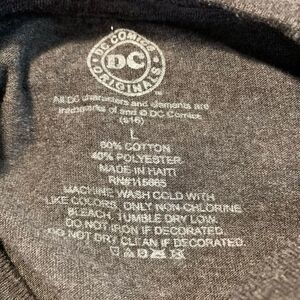 DC COMICS
DC
ORIGINALS
All DC characters and elements are
trademarks of and © DC Comics.
(s16)
L
60% COTTON
40% POLYESTER
MADE IN HAITI
MACHINE WASH COLD WITH
LIKE COLORS, ONLY NON-CHLORINE
BLEACH. TUMBLE DRY LOW.
DO NOT IRON IF DECORATED.
DO NOT DRY CLEAN IF DECORATED.